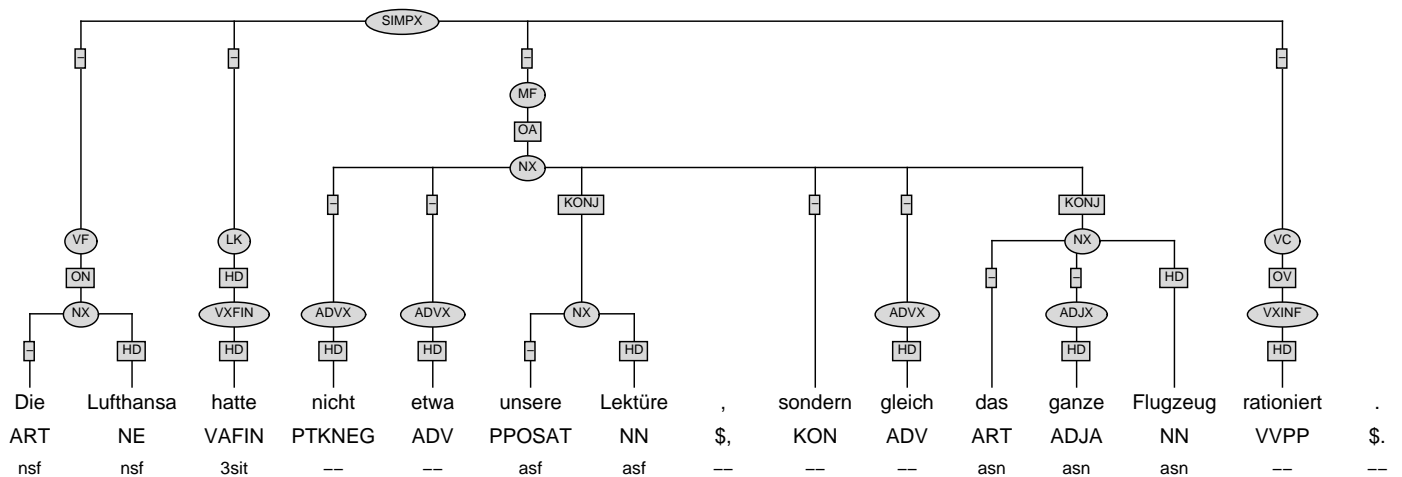 SIMPX
– – – –
MF
OA
NX
– – KONJ – – KONJ
VF LK NX VC
ON HD – – HD OV
NX VXFIN ADVX ADVX NX ADVX ADJX VXINF
– HD HD HD HD – HD HD HD HD
Die Lufthansa hatte nicht etwa unsere Lektüre , sondern gleich das ganze Flugzeug rationiert .
ART NE VAFIN PTKNEG ADV PPOSAT NN $, KON ADV ART ADJA NN VVPP $.
nsf nsf 3sit –– –– asf asf –– –– –– asn asn asn –– ––